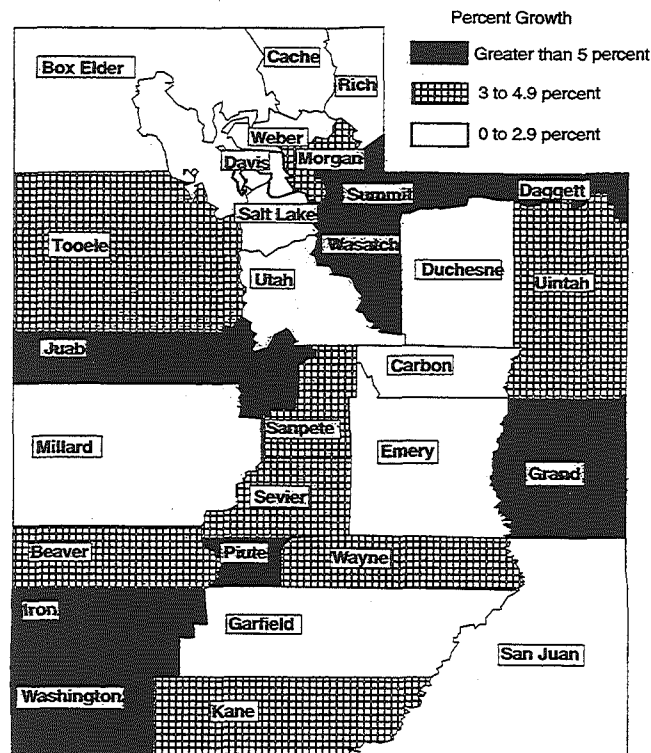 Percent Growth
Greater than 5 percent
3 to 4.9 percent
0 to 2.9 percent
Box Elder
Cache
Rich
Weber
Davis
Morgan
Summit
Daggett
Salt Lake
Tooele
Wasatch
Utah
Duchesne
Uintah
Juab
Carbon
Sanpete
Millard
Emery
Sevier
Grand
Beaver
Piute
Wayne
Iron
Garfield
San Juan
Washington
Kane